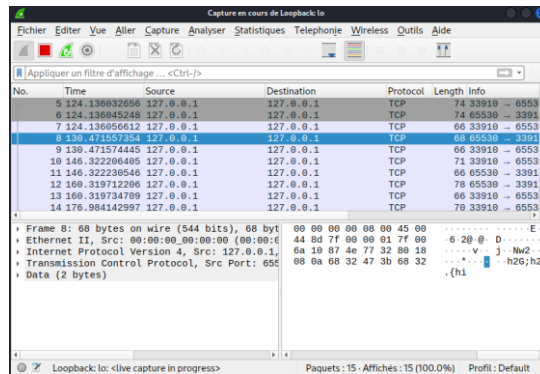 Capture en cours de Loopback: lo
Fichier Editer Vue Aller Capture Analyser Statistiques Telephonie Wireless Outils Aide
Appliquer un filtre d'affichage ... <Ctrl-/>
No. Time Source Destination Protocol Length Info
5 124.136032656 127.0.0.1 127.0.0.1 TCP 74 33910 → 6553
6 124.136045248 127.0.0.1 127.0.0.1 TCP 74 65530 → 3391
7 124.136056612 127.0.0.1 127.0.0.1 TCP 66 33910 → 6553
8 130.471557354 127.0.0.1 127.0.0.1 TCP 68 65530 → 3391
9 130.471574445 127.0.0.1 127.0.0.1 TCP 66 33910 → 6553
10 146.322206405 127.0.0.1 127.0.0.1 TCP 71 33910 → 6553
11 146.322230546 127.0.0.1 127.0.0.1 TCP 66 65530 → 3391
12 160.319712206 127.0.0.1 127.0.0.1 TCP 78 65530 → 3391
13 160.319734709 127.0.0.1 127.0.0.1 TCP 66 33910 → 6553
14 176.984142997 127.0.0.1 127.0.0.1 TCP 70 33910 → 6553
Frame 8: 68 bytes on wire (544 bits), 68 byt
Ethernet II, Src: 00:00:00_00:00:00 (00:00:0
Internet Protocol Version 4, Src: 127.0.0.1,
Transmission Control Protocol, Src Port: 655
Data (2 bytes)
00 00 00 00 08 00 45 00 ········ ······E·
44 8d 7f 00 00 01 7f 00 ·6·2@·@· D·······
6a 10 87 4e 77 32 80 18 ·····v·· j··Nw2··
08 0a 68 32 47 3b 68 32 ···*···· ··h2G;h2
·{hi
Loopback: lo: <live capture in progress>
Paquets : 15 · Affichés : 15 (100.0%)
Profil : Default